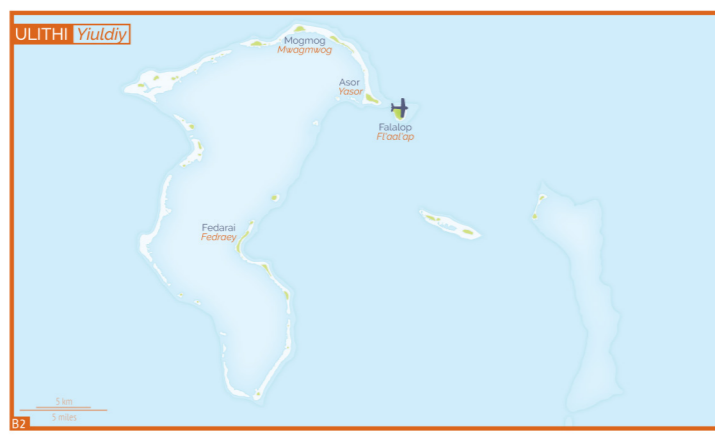 ULITHI Yiuldiy
Mogmog
Mwagmwog
Asor
Yasor
Falalop
Fl'aal'ap
Fedarai
Fedraey
5 km
5 miles
B2